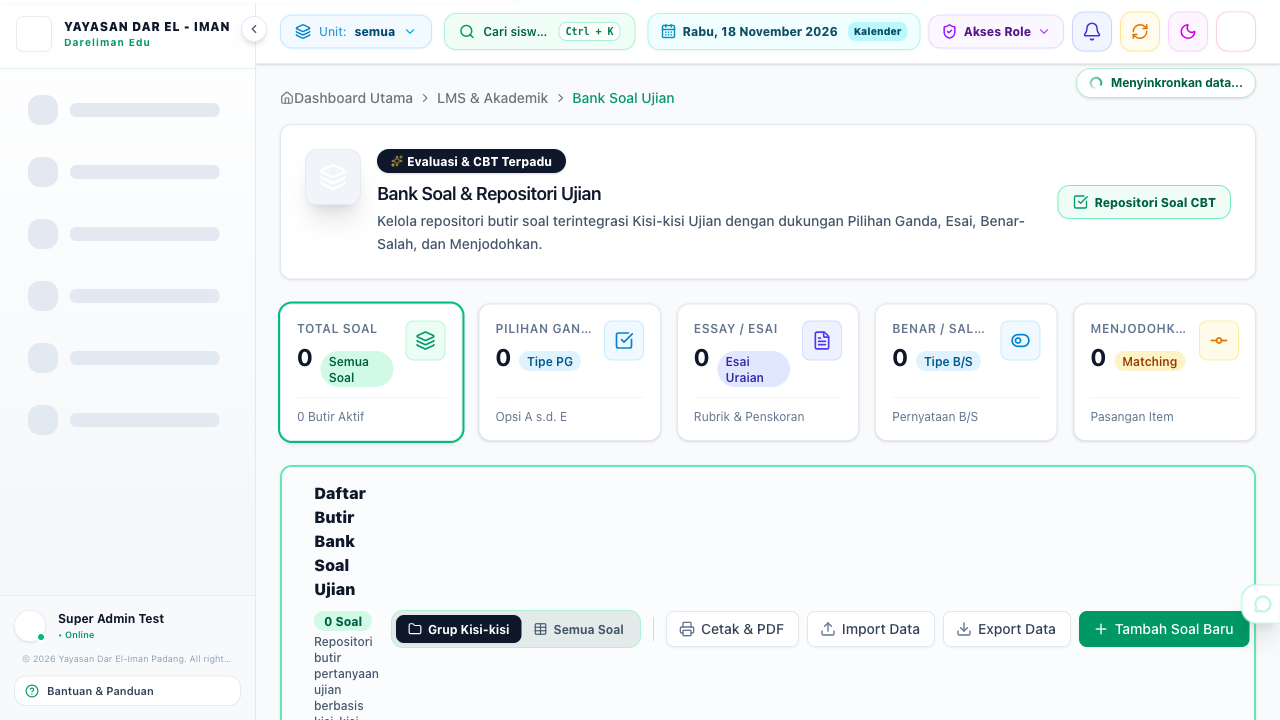 YAYASAN DAR EL - IMAN
Dareliman Edu
Unit: semua
Cari sisw... Ctrl + K
Rabu, 18 November 2026 Kalender
Akses Role
Menyinkronkan data...
Dashboard Utama > LMS & Akademik > Bank Soal Ujian
Evaluasi & CBT Terpadu
Bank Soal & Repositori Ujian
Kelola repositori butir soal terintegrasi Kisi-kisi Ujian dengan dukungan Pilihan Ganda, Esai, Benar-
Salah, dan Menjodohkan.
Repositori Soal CBT
TOTAL SOAL
0 Semua
Soal
0 Butir Aktif
PILIHAN GAN...
0 Tipe PG
Opsi A s.d. E
ESSAY / ESAI
0 Esai
Uraian
Rubrik & Penskoran
BENAR / SAL...
0 Tipe B/S
Pernyataan B/S
MENJODOHK...
0 Matching
Pasangan Item
Daftar
Butir
Bank
Soal
Ujian
0 Soal
Repositori
butir
pertanyaan
ujian
berbasis
kisi-kisi
Grup Kisi-kisi
Semua Soal
Cetak & PDF
Import Data
Export Data
Tambah Soal Baru
Super Admin Test
• Online
© 2026 Yayasan Dar El-Iman Padang. All right...
Bantuan & Panduan